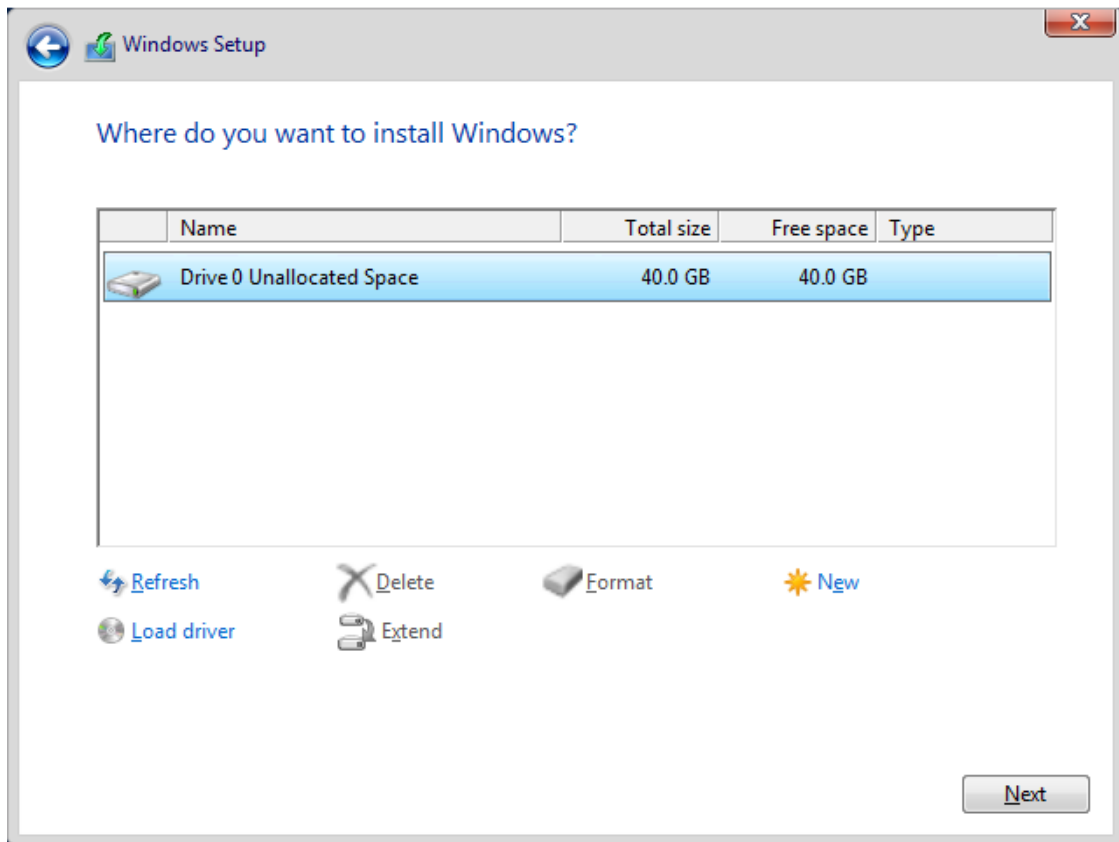 Windows Setup
Where do you want to install Windows?
Name Total size Free space Type
Drive 0 Unallocated Space 40.0 GB 40.0 GB
Refresh Delete Format New
Load driver Extend
Next